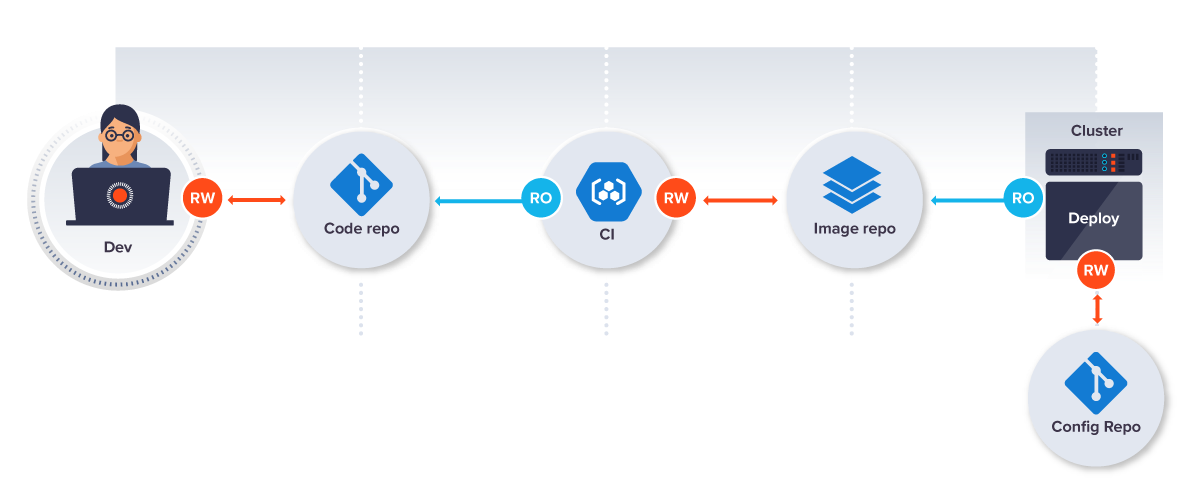 Cluster
RW
RO
RW
RO
Deploy
Code repo
CI
Image repo
Dev
RW
Config Repo